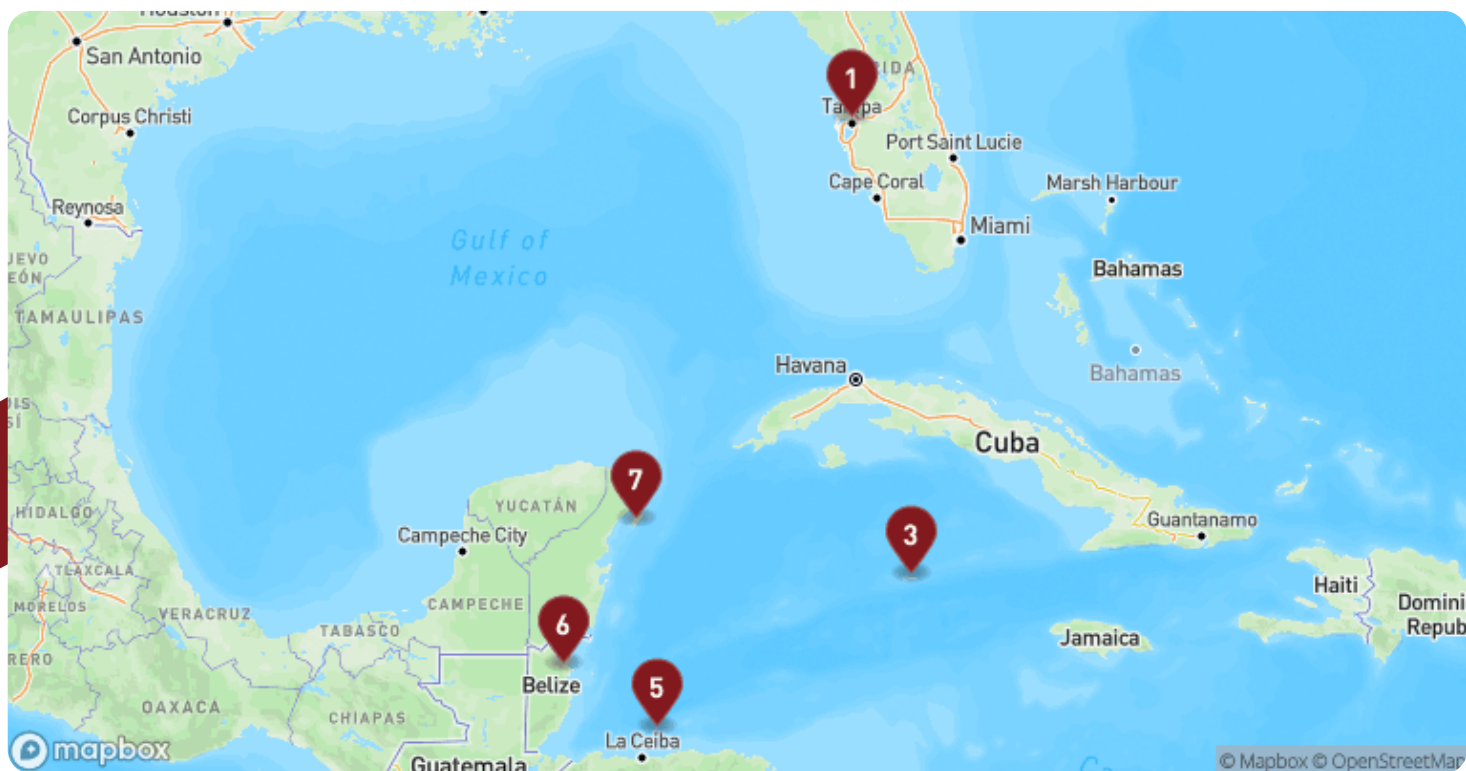 Houston
San Antonio
Corpus Christi
Reynosa
TAMAULIPAS
HIDALGO
TLAXCALA
MORELOS
VERACRUZ
OAXACA
TABASCO
CHIAPAS
Campeche City
CAMPECHE
YUCATÁN
Gulf of
Mexico
1
Tampa
Port Saint Lucie
Cape Coral
Miami
Marsh Harbour
Bahamas
Bahamas
Havana
Cuba
7
3
Guantanamo
Haiti
Jamaica
6
Belize
5
La Ceiba
Guatemala
mapbox
© Mapbox © OpenStreetMap